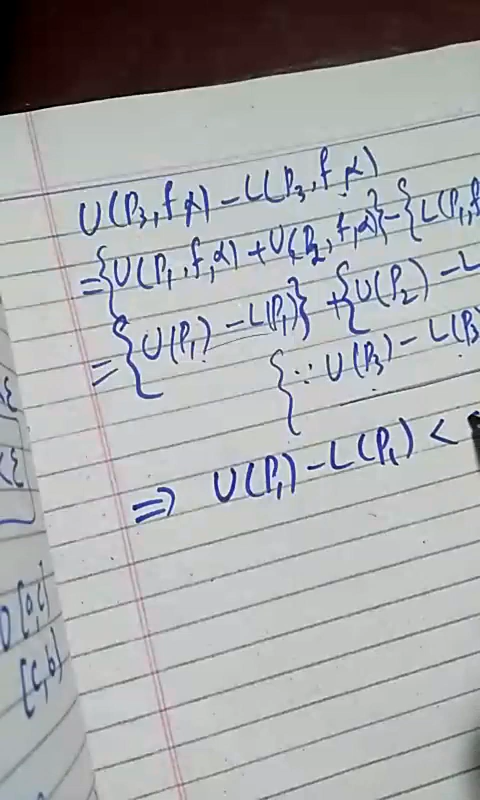 U(P₃, f, α) − L(P₃, f, α)
= {U(P₁, f, α) + U(P₂, f, α)} − {L(P₁, f
= {U(P₁) − L(P₁)} + {U(P₂) − L
{∵ U(P₃) − L(P₃)
⇒ U(P₁) − L(P₁) <
<ε
[c, b]